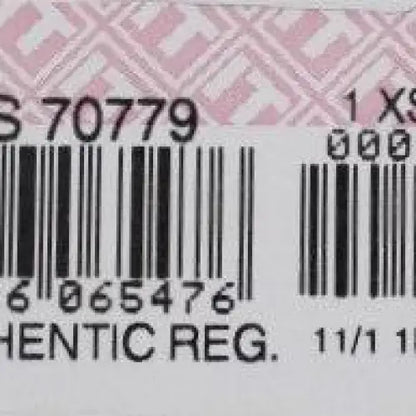 S 70779
1 XS
000
6 065476
HENTIC REG.
11/1 1